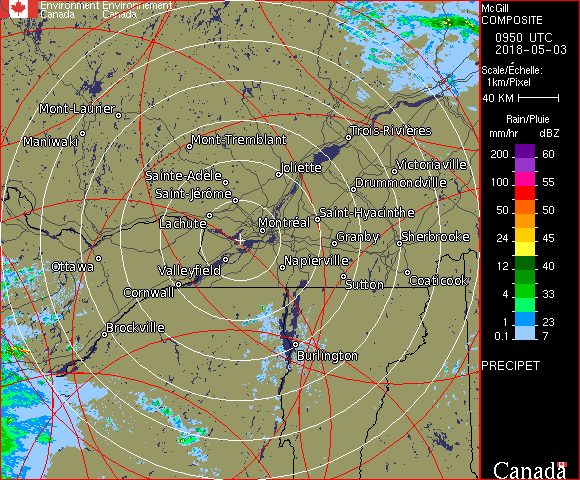 Environment Environnement
Canada Canada
McGill
COMPOSITE
0950 UTC
2018-05-03
Scale/Échelle:
1km/Pixel
40 KM
Rain/Pluie
mm/hr dBZ
200 60
150 55
100 55
50 50
24 45
12 40
4 33
1 23
0.1 7
PRECIPET
Canada
Mont-Laurier
Maniwaki
Mont-Tremblant
Trois-Rivières
Joliette
Victoriaville
Sainte-Adèle
Drummondville
Saint-Jérôme
Lachute
Saint-Hyacinthe
Montréal
Granby
Sherbrooke
Ottawa
Valleyfield
Napierville
Cornwall
Sutton
Coaticook
Brockville
Burlington